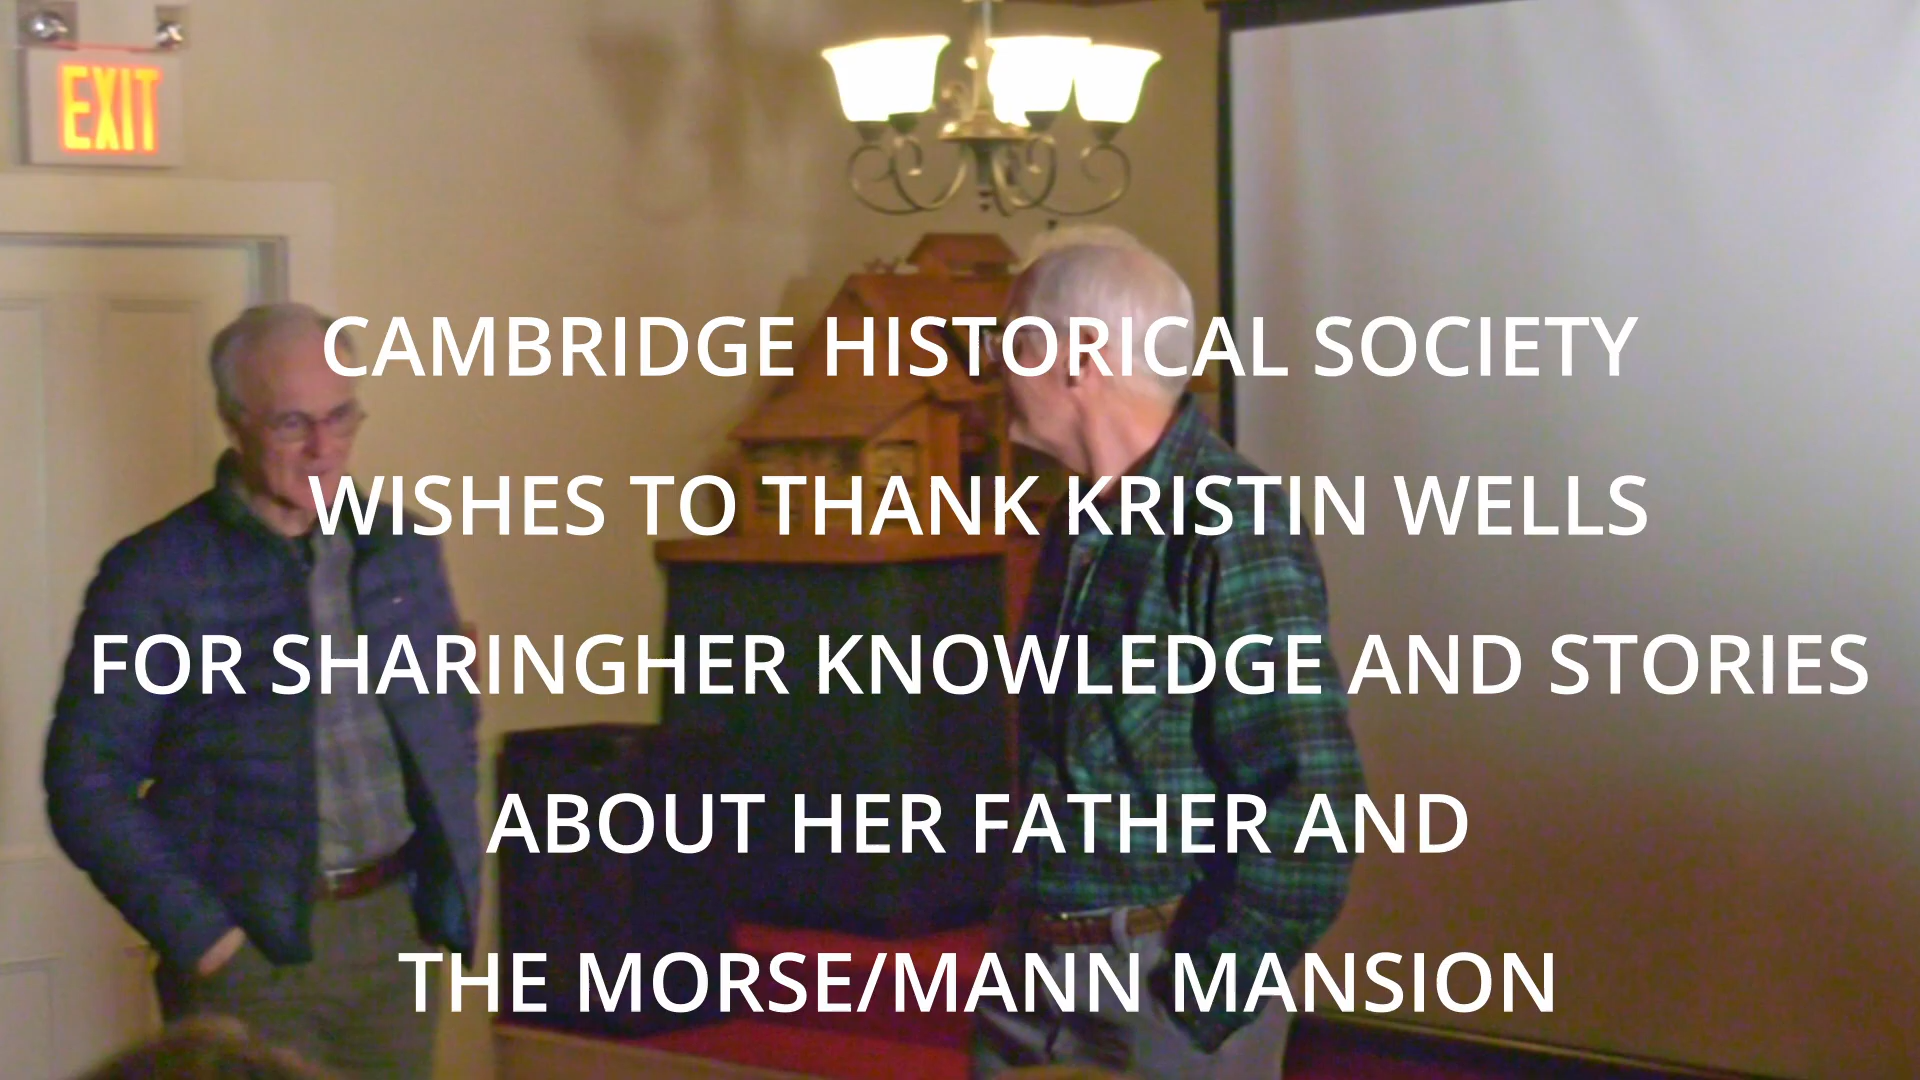 EXIT
CAMBRIDGE HISTORICAL SOCIETY
WISHES TO THANK KRISTIN WELLS
FOR SHARINGHER KNOWLEDGE AND STORIES
ABOUT HER FATHER AND
THE MORSE/MANN MANSION